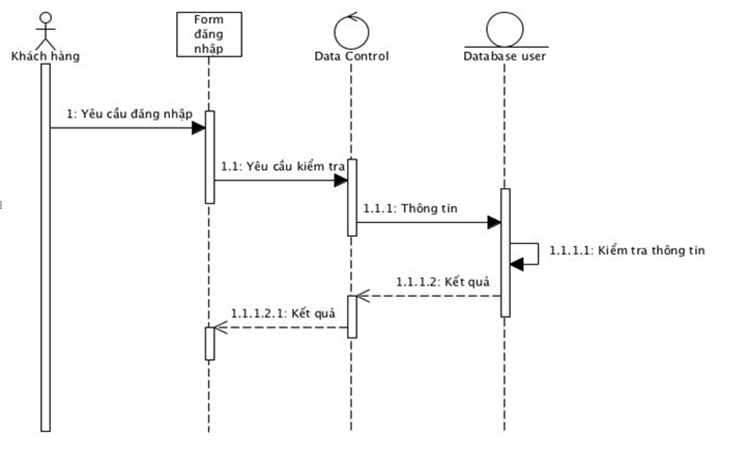 Form
đăng
nhập
Khách hàng
Data Control
Database user
1: Yêu cầu đăng nhập
1.1: Yêu cầu kiểm tra
1.1.1: Thông tin
1.1.1.1: Kiểm tra thông tin
1.1.1.2: Kết quả
1.1.1.2.1: Kết quả